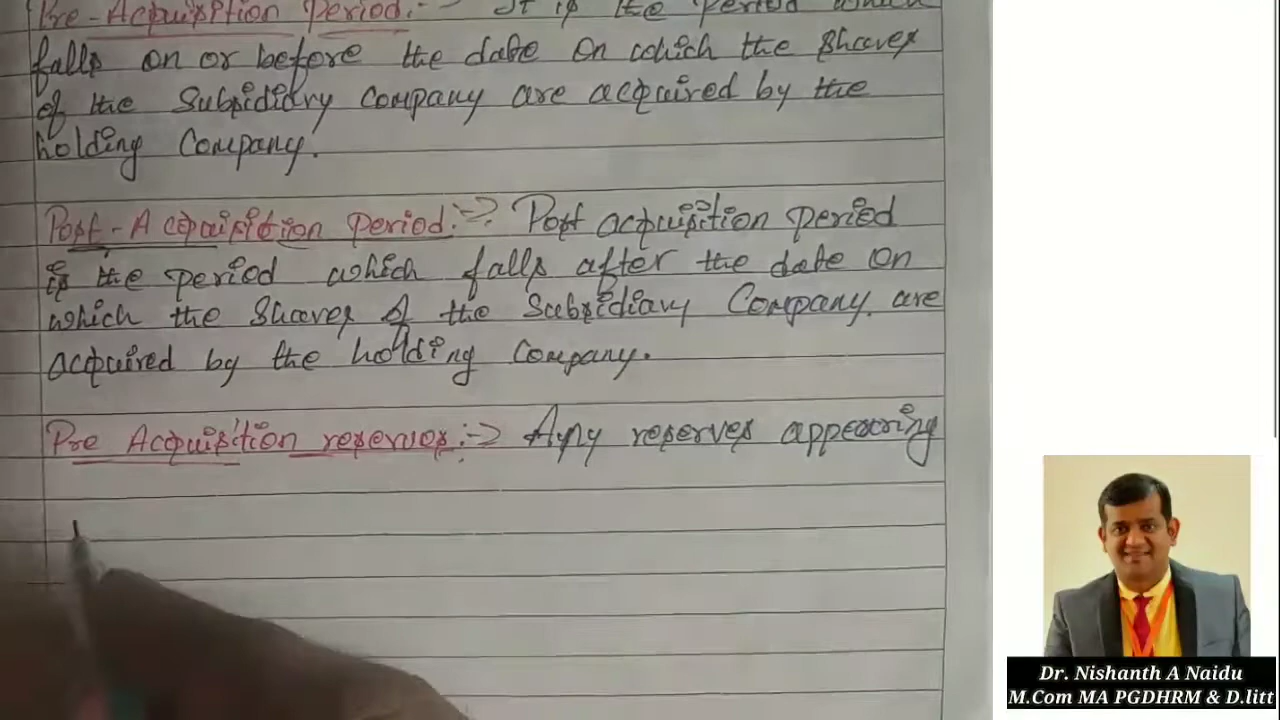 Pre-Acquisition Period:- It is the Period which
falls on or before the date on which the Shares
of the Subsidiary Company are acquired by the
holding Company.
Post-Acquisition Period:-> Post acquisition period
is the period which falls after the date on
which the Shares of the Subsidiary Company are
acquired by the holding Company.
Pre Acquisition reserves:-> Any reserves appearing
Dr. Nishanth A Naidu
M.Com MA PGDHRM & D.litt